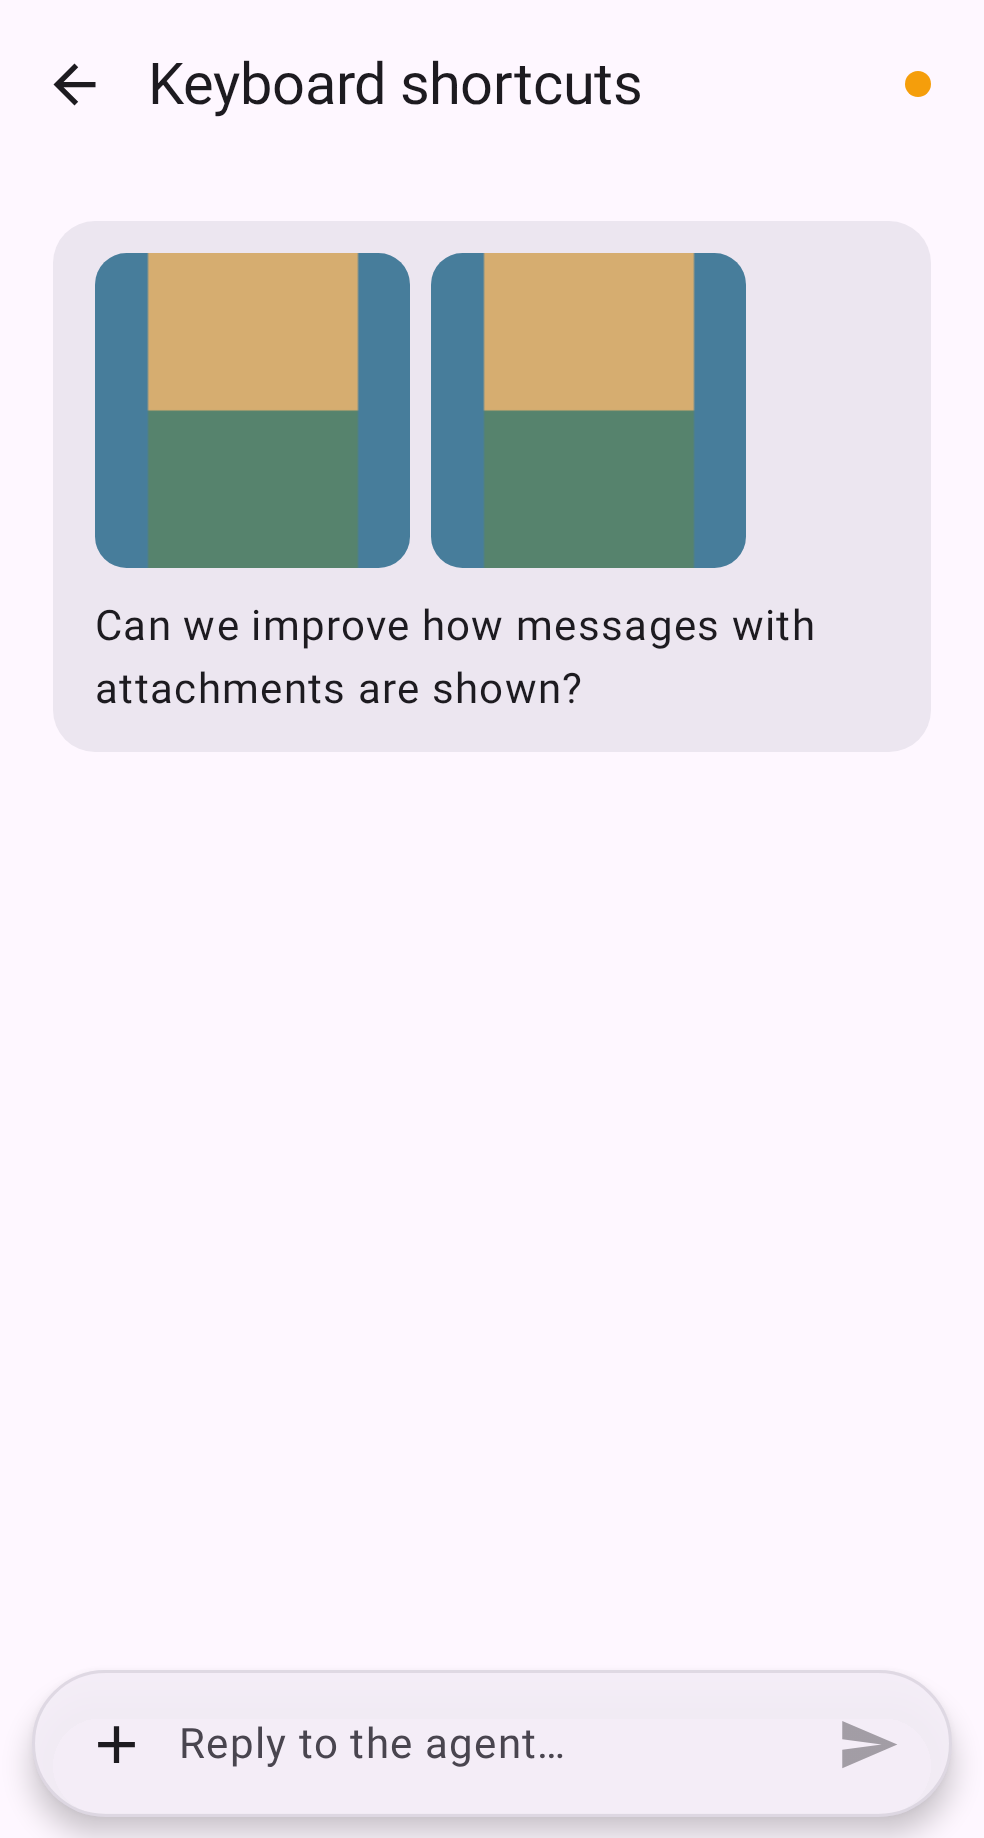 Keyboard shortcuts
Can we improve how messages with
attachments are shown?
Reply to the agent…